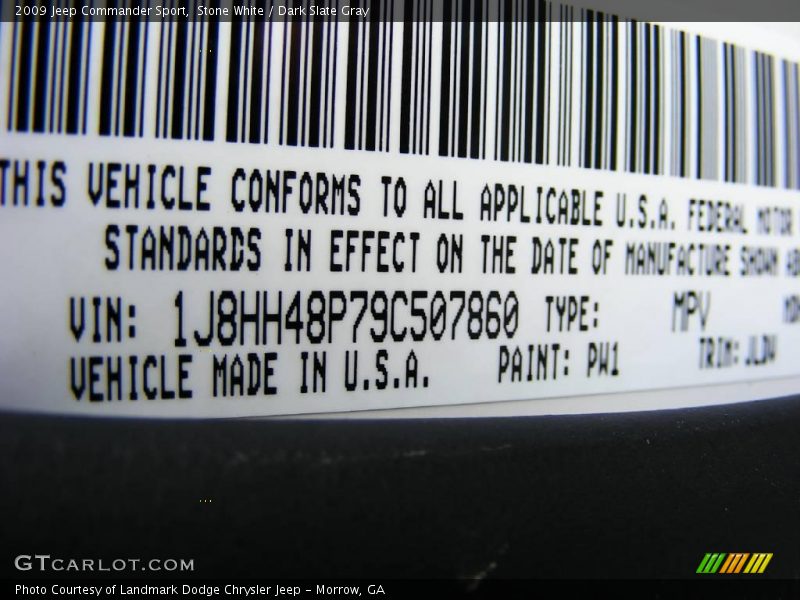 2009 Jeep Commander Sport, Stone White / Dark Slate Gray
THIS VEHICLE CONFORMS TO ALL APPLICABLE U.S.A. FEDERAL MOTOR
STANDARDS IN EFFECT ON THE DATE OF MANUFACTURE SHOWN
VIN: 1J8HH48P79C507860 TYPE: MPV
VEHICLE MADE IN U.S.A. PAINT: PW1 TRIM: JLDV
GTCARLOT.COM
Photo Courtesy of Landmark Dodge Chrysler Jeep - Morrow, GA